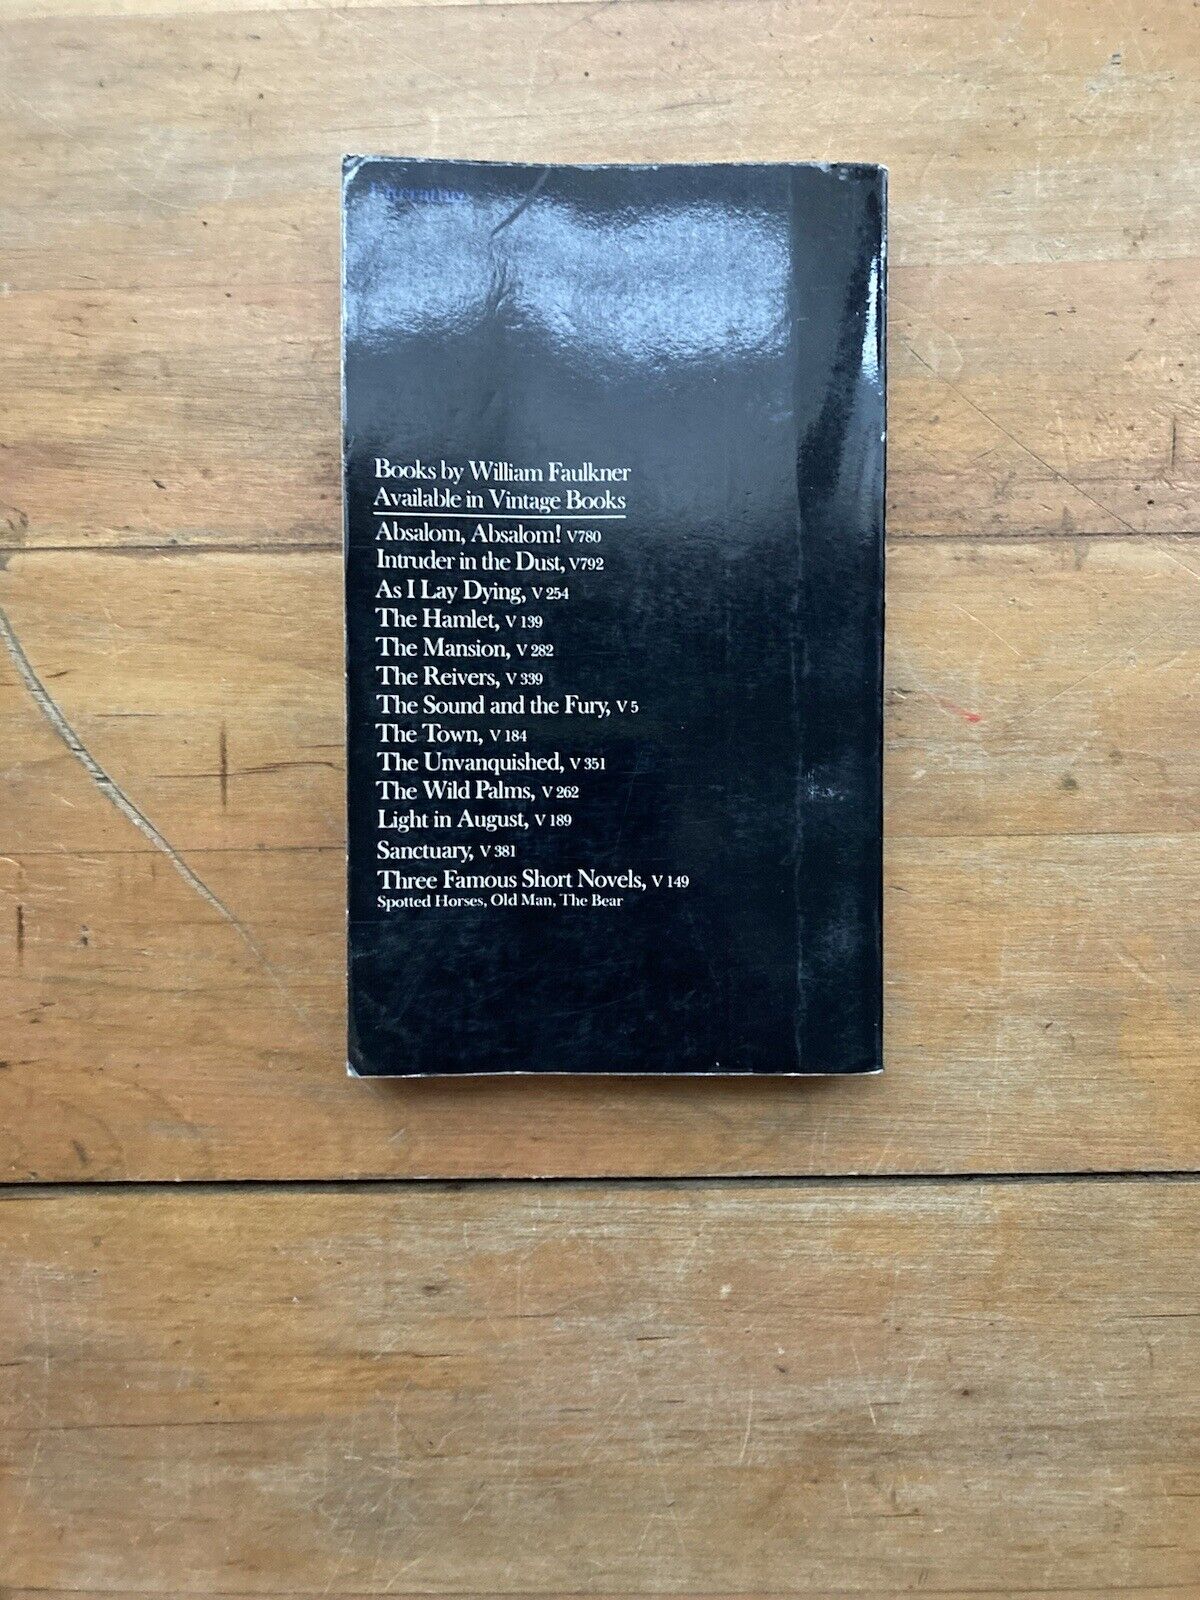 Literature
Books by William Faulkner
Available in Vintage Books
Absalom, Absalom! V780
Intruder in the Dust, V792
As I Lay Dying, V 254
The Hamlet, V 139
The Mansion, V 282
The Reivers, V 339
The Sound and the Fury, V 5
The Town, V 184
The Unvanquished, V 351
The Wild Palms, V 262
Light in August, V 189
Sanctuary, V 381
Three Famous Short Novels, V 149
Spotted Horses, Old Man, The Bear